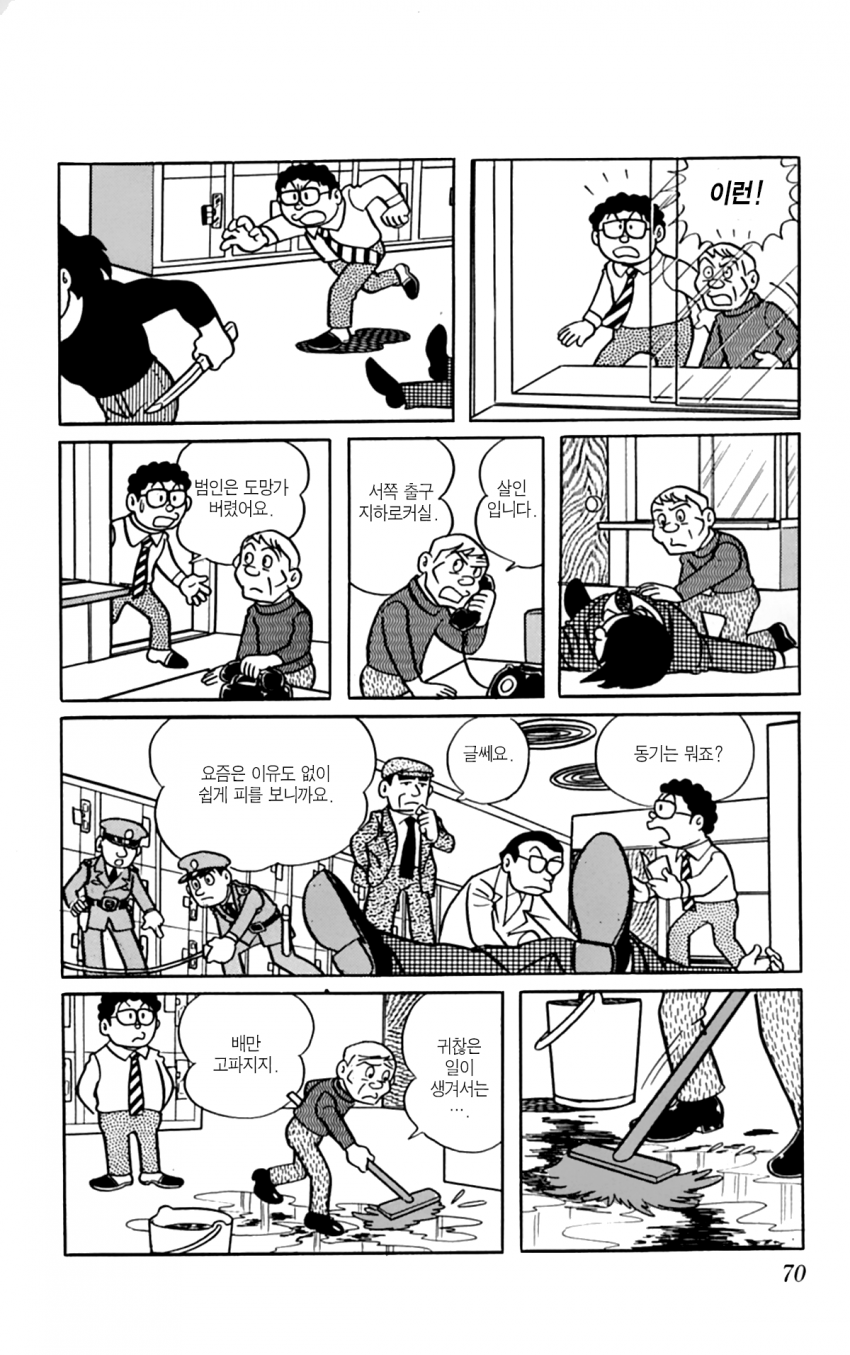 이런!
살인
입니다.
서쪽 출구
지하로커실.
범인은 도망가
버렸어요.
동기는 뭐죠?
글쎄요.
요즘은 이유도 없이
쉽게 피를 보니까요.
귀찮은
일이
생겨서는
….
배만
고파지지.
70